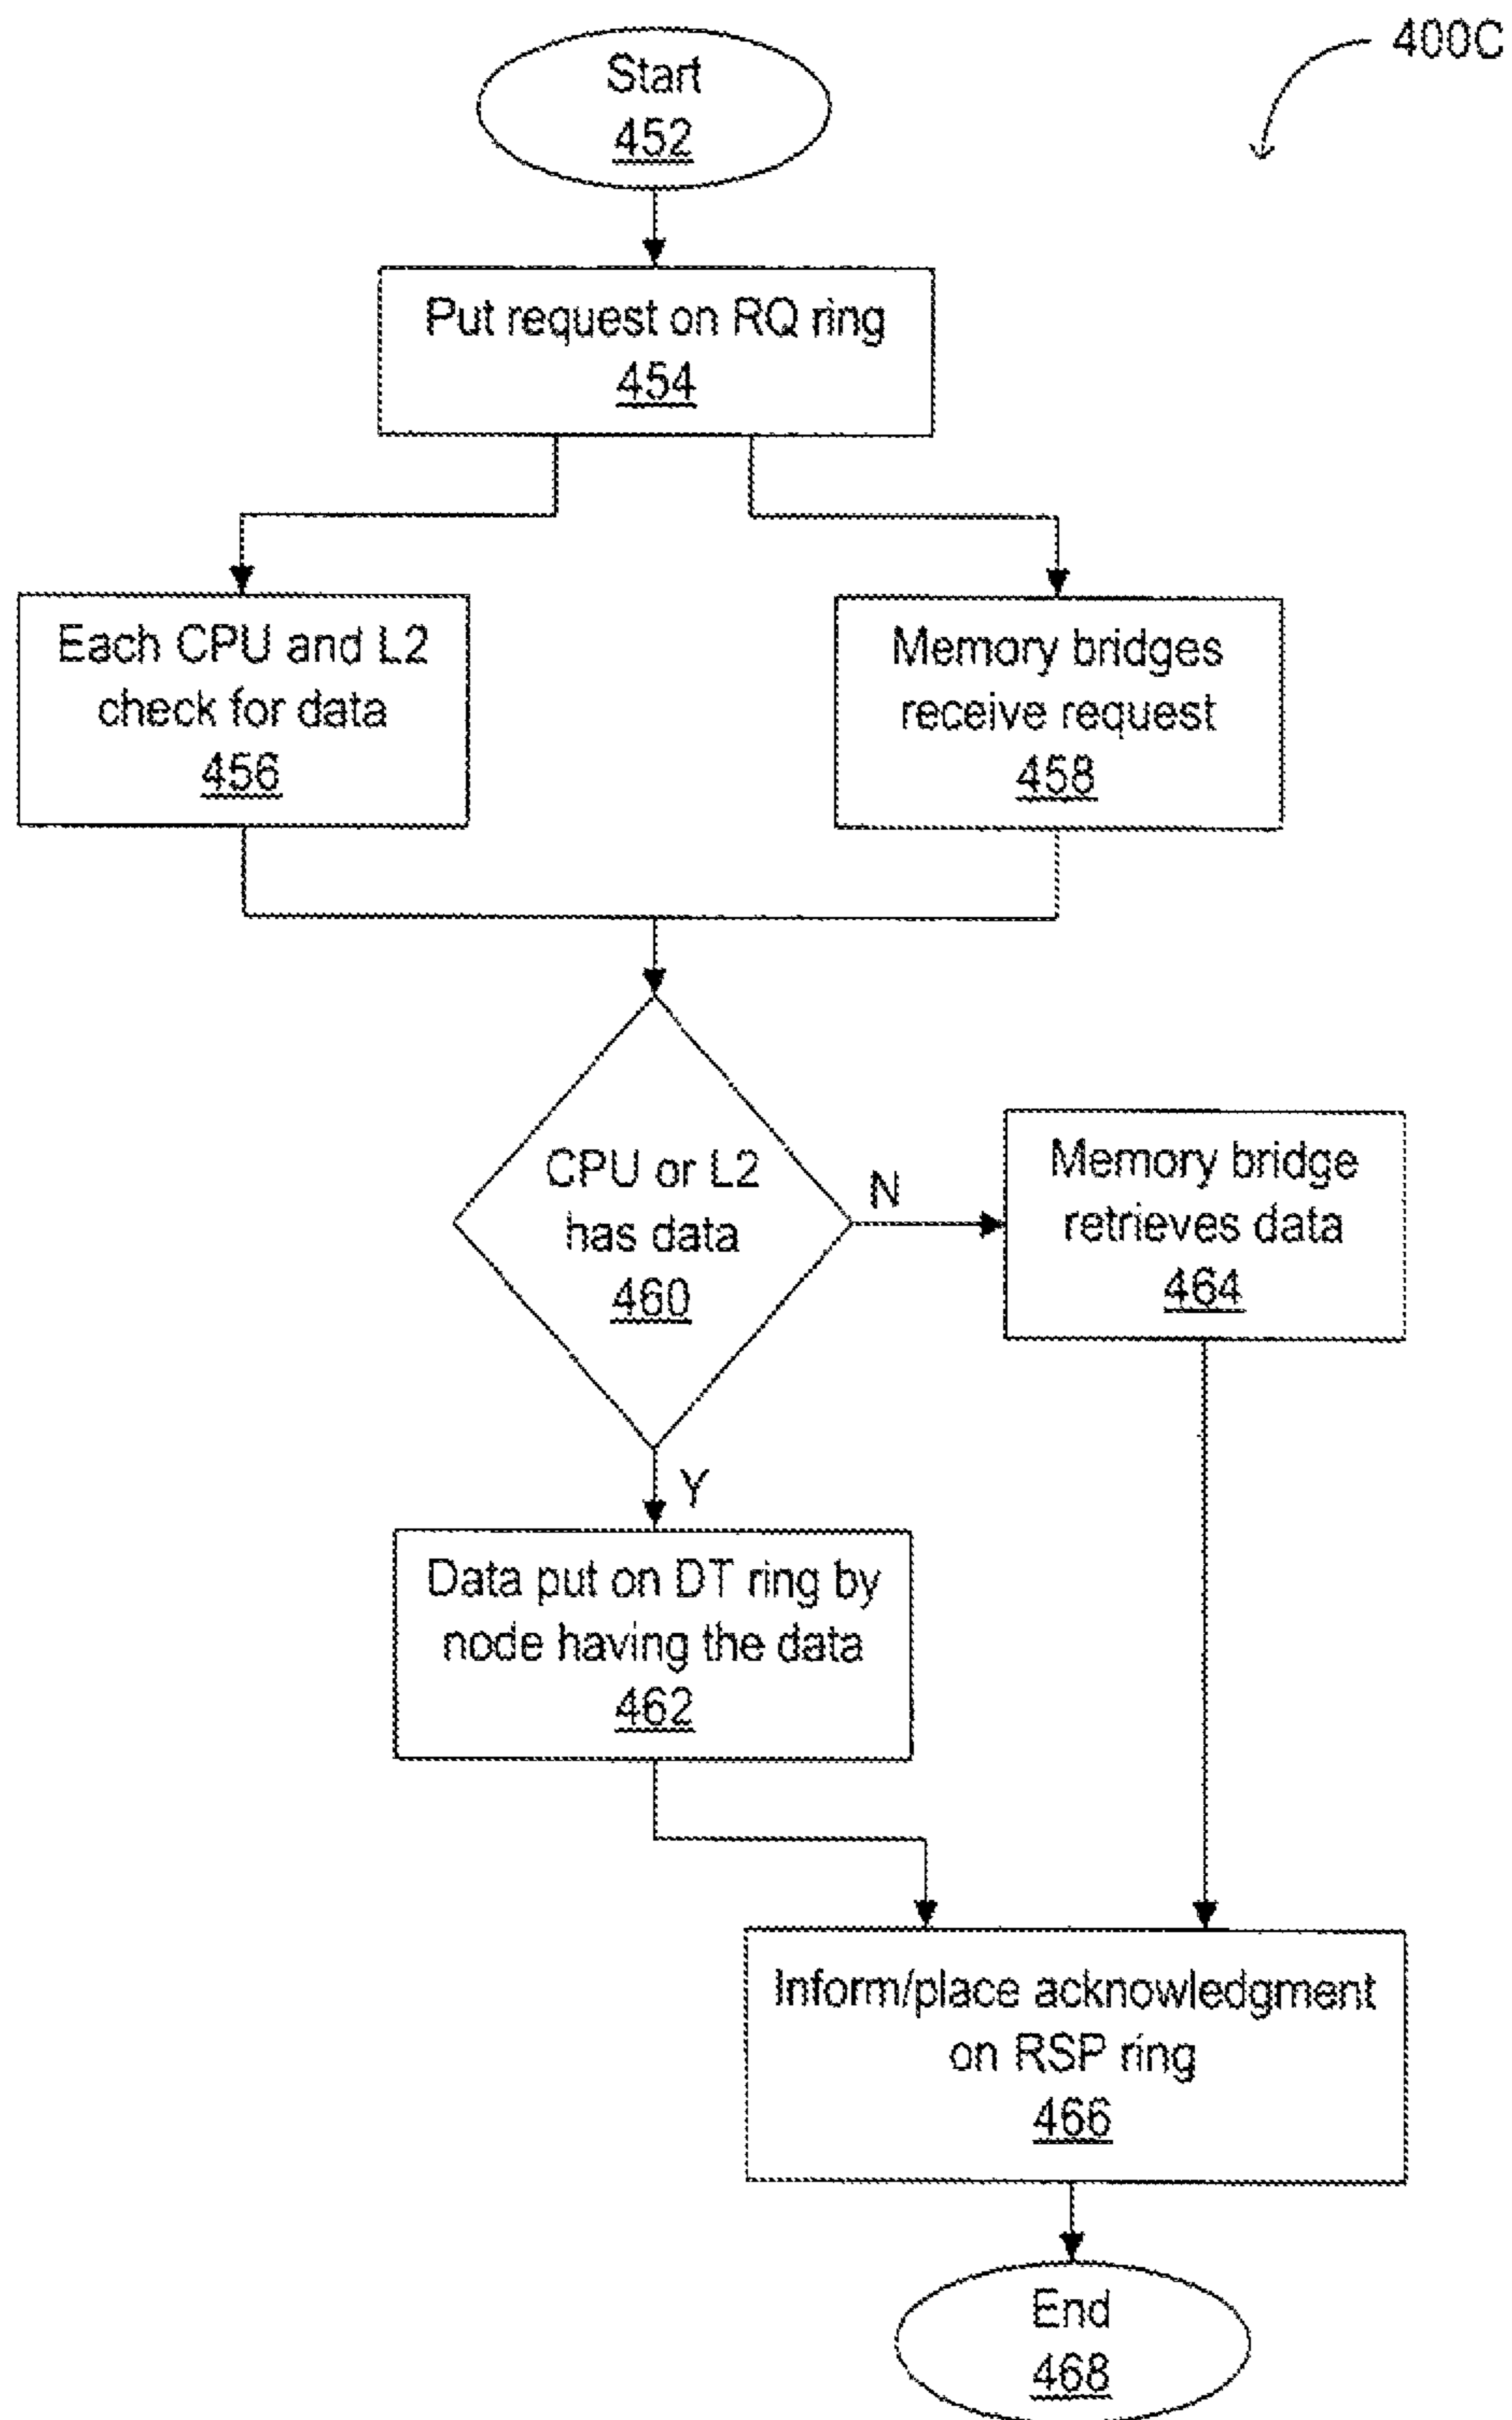 400C
Start
452
Put request on RQ ring
454
Each CPU and L2
check for data
456
Memory bridges
receive request
458
CPU or L2
has data
460
N
Memory bridge
retrieves data
464
Y
Data put on DT ring by
node having the data
462
Inform/place acknowledgment
on RSP ring
466
End
468